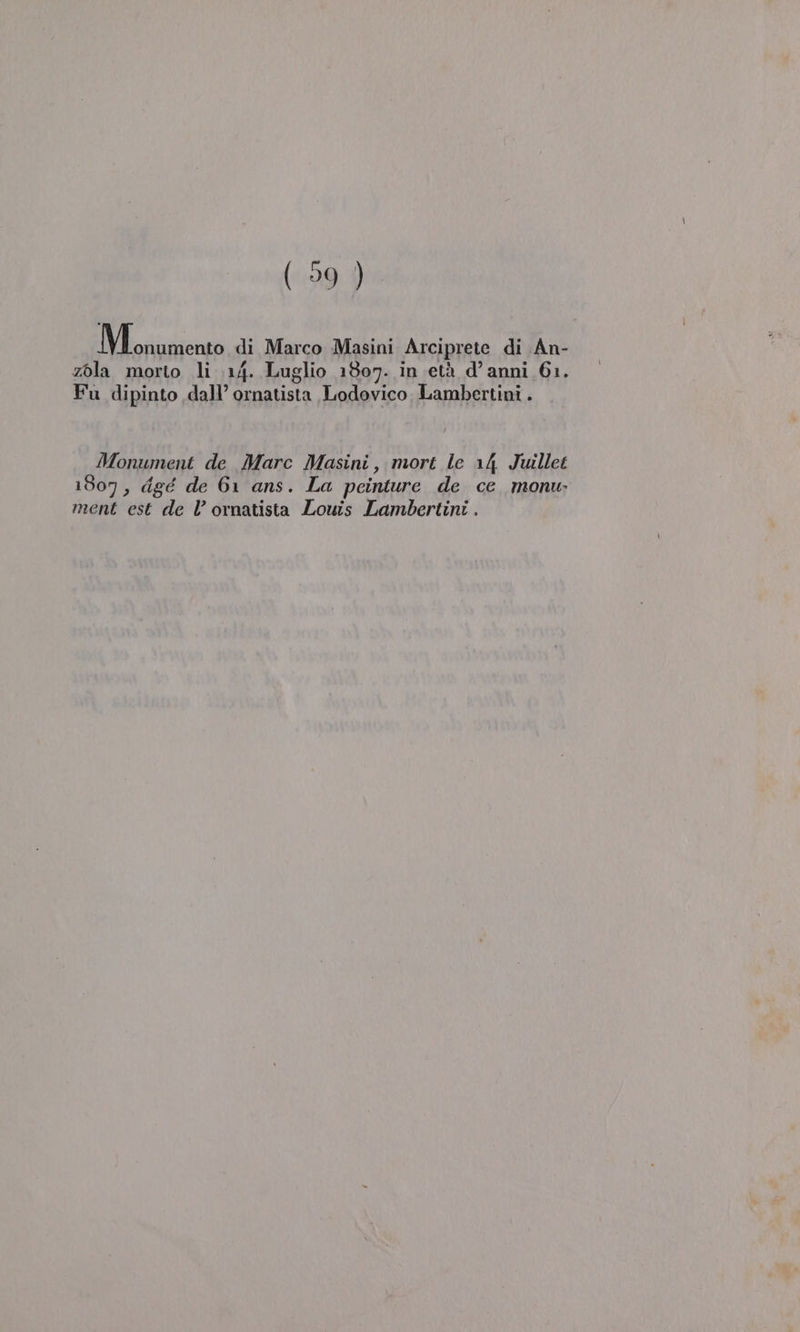 ( 59 )
Monumento di Marco Masini Arciprete di An-
zola morto li 14. Luglio 1807. in età d’anni 61.
Fu dipinto dall’ ornatista Lodovico Lambertini.
Monument de Marc Masini, mort le 14 Juillet
1807, âgé de 61 ans. La peinture de ce monu-
ment est de l’ ornatista Louis Lambertini.